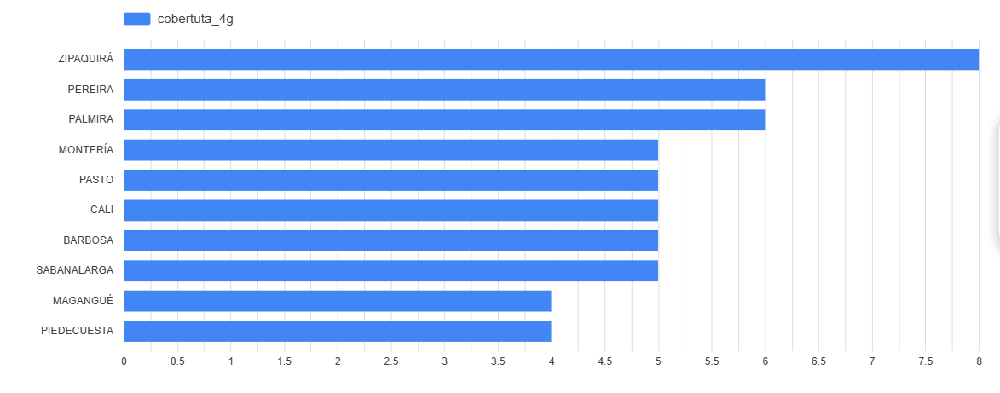 cobertuta_4g
ZIPAQUIRÁ
PEREIRA
PALMIRA
MONTERÍA
PASTO
CALI
BARBOSA
SABANALARGA
MAGANGUÉ
PIEDECUESTA
0 0.5 1 1.5 2 2.5 3 3.5 4 4.5 5 5.5 6 6.5 7 7.5 8